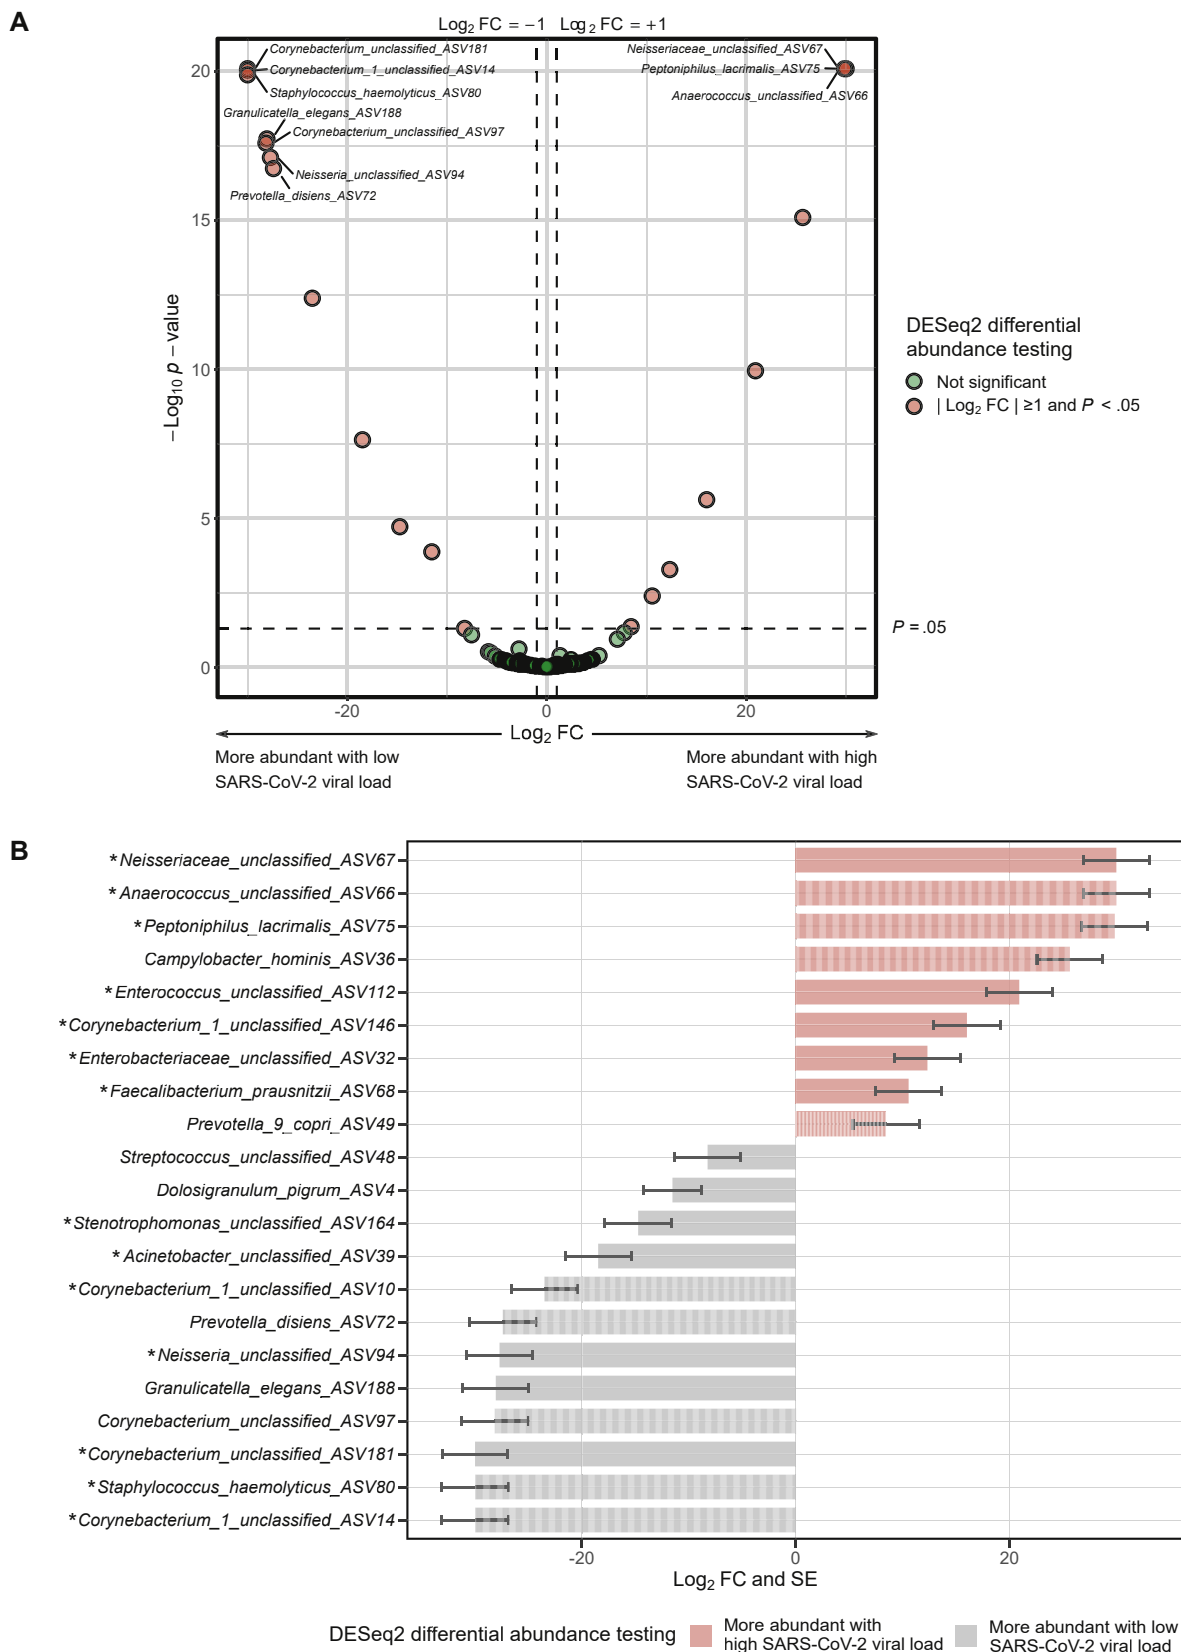 A
Log2 FC = −1
Log2 FC = +1
Corynebacterium_unclassified_ASV181
Corynebacterium_1_unclassified_ASV14
Staphylococcus_haemolyticus_ASV80
Granulicatella_elegans_ASV188
Corynebacterium_unclassified_ASV97
Neisseria_unclassified_ASV94
Prevotella_disiens_ASV72
Neisseriaceae_unclassified_ASV67
Peptoniphilus_lacrimalis_ASV75
Anaerococcus_unclassified_ASV66
−Log10 p − value
20
15
10
5
0
P = .05
-20
0
20
Log2 FC
More abundant with low
SARS-CoV-2 viral load
More abundant with high
SARS-CoV-2 viral load
DESeq2 differential
abundance testing
Not significant
| Log2 FC | ≥1 and P < .05
B
*Neisseriaceae_unclassified_ASV67
*Anaerococcus_unclassified_ASV66
*Peptoniphilus_lacrimalis_ASV75
Campylobacter_hominis_ASV36
*Enterococcus_unclassified_ASV112
*Corynebacterium_1_unclassified_ASV146
*Enterobacteriaceae_unclassified_ASV32
*Faecalibacterium_prausnitzii_ASV68
Prevotella_9_copri_ASV49
Streptococcus_unclassified_ASV48
Dolosigranulum_pigrum_ASV4
*Stenotrophomonas_unclassified_ASV164
*Acinetobacter_unclassified_ASV39
*Corynebacterium_1_unclassified_ASV10
Prevotella_disiens_ASV72
*Neisseria_unclassified_ASV94
Granulicatella_elegans_ASV188
Corynebacterium_unclassified_ASV97
*Corynebacterium_unclassified_ASV181
*Staphylococcus_haemolyticus_ASV80
*Corynebacterium_1_unclassified_ASV14
-20
0
20
Log2 FC and SE
DESeq2 differential abundance testing
More abundant with
high SARS-CoV-2 viral load
More abundant with low
SARS-CoV-2 viral load